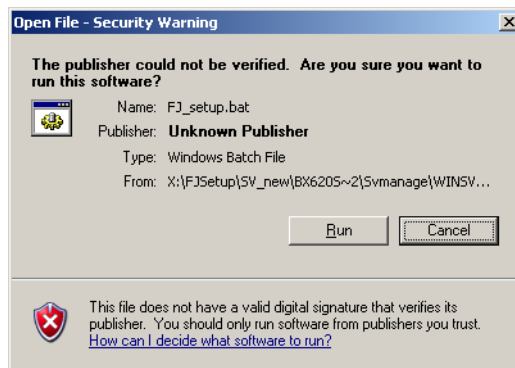 Open File - Security Warning
The publisher could not be verified. Are you sure you want to
run this software?
Name: FJ_setup.bat
Publisher: Unknown Publisher
Type: Windows Batch File
From: X:\FJSetup\SV_new\BX620S~2\Svmanage\WINSV...
Run Cancel
This file does not have a valid digital signature that verifies its
publisher. You should only run software from publishers you trust.
How can I decide what software to run?